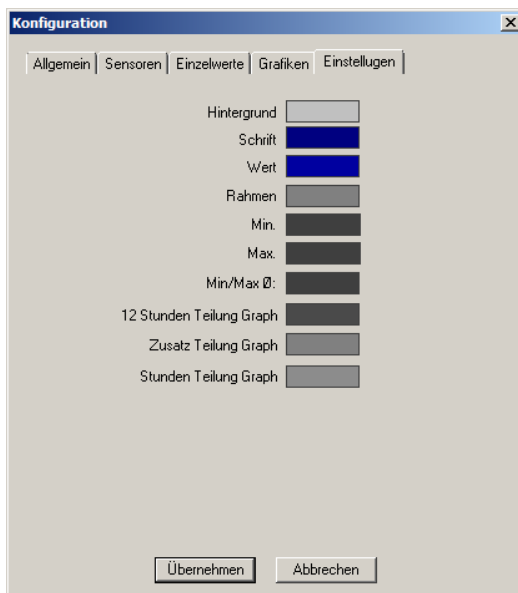 Konfiguration
Allgemein Sensoren Einzelwerte Grafiken Einstellugen
Hintergrund
Schrift
Wert
Rahmen
Min.
Max.
Min/Max Ø:
12 Stunden Teilung Graph
Zusatz Teilung Graph
Stunden Teilung Graph
Übernehmen Abbrechen